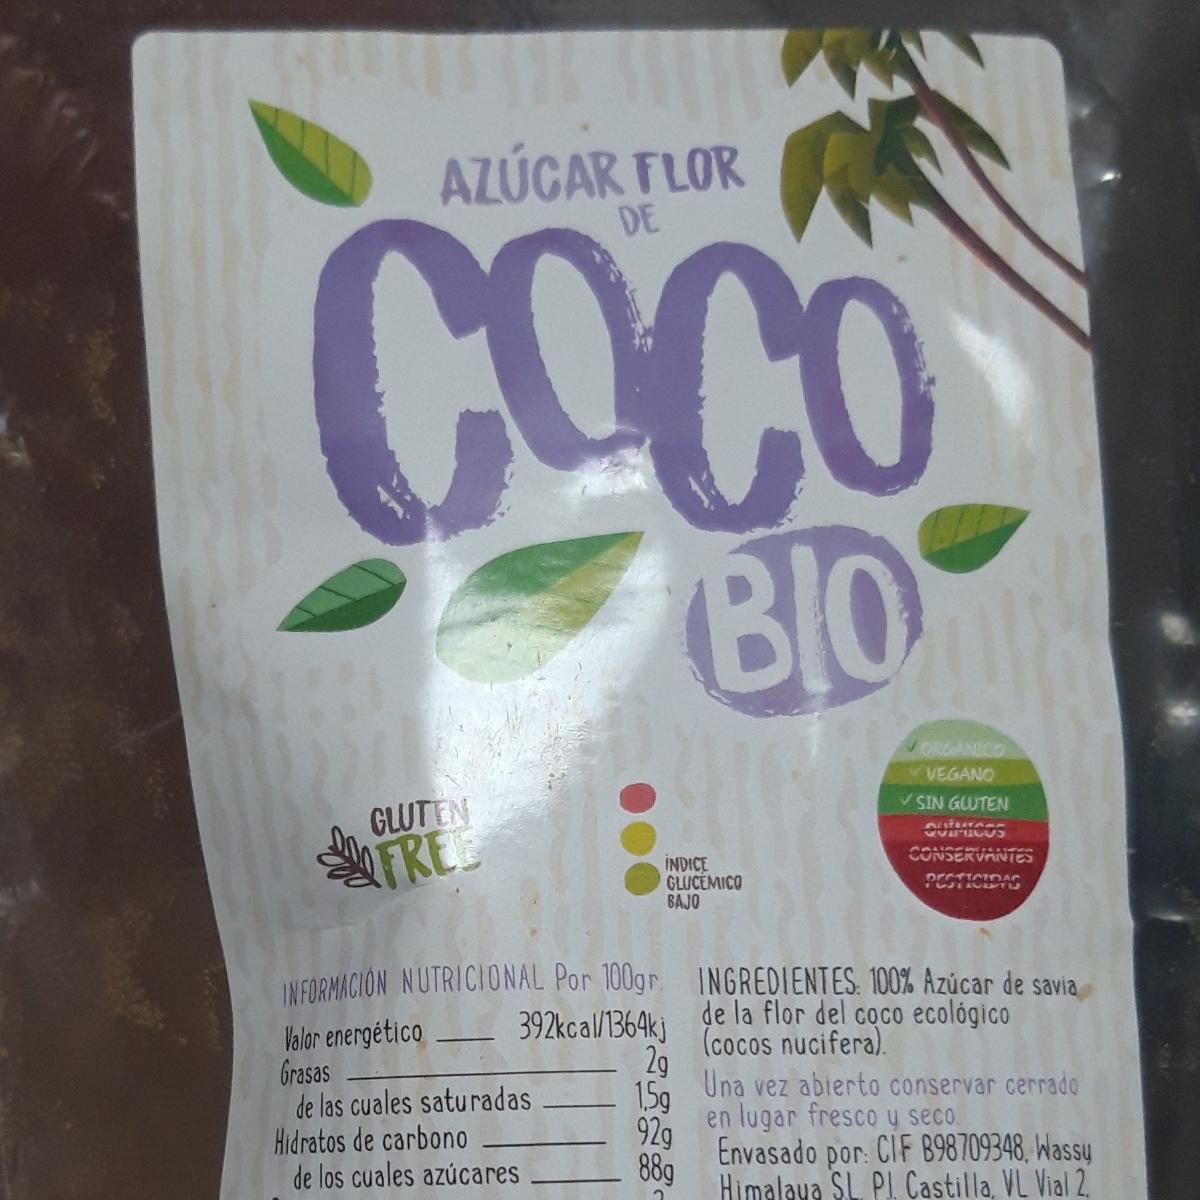 AZÚCAR FLOR
DE
COCO
BIO
✓ ORGÁNICO
✓ VEGANO
✓ SIN GLUTEN
QUÍMICOS
CONSERVANTES
PESTICIDAS
GLUTEN
FREE
ÍNDICE
GLUCÉMICO
BAJO
INFORMACIÓN NUTRICIONAL Por 100gr.
Valor energético 392kcal/1364kj
Grasas 2g
de las cuales saturadas 1,5g
Hidratos de carbono 92g
de los cuales azúcares 88g
INGREDIENTES: 100% Azúcar de savia
de la flor del coco ecológico
(cocos nucifera).
Una vez abierto conservar cerrado
en lugar fresco y seco.
Envasado por: CIF B98709348, Wassy
Himalaya SL. P.I. Castilla, VL Vial 2,